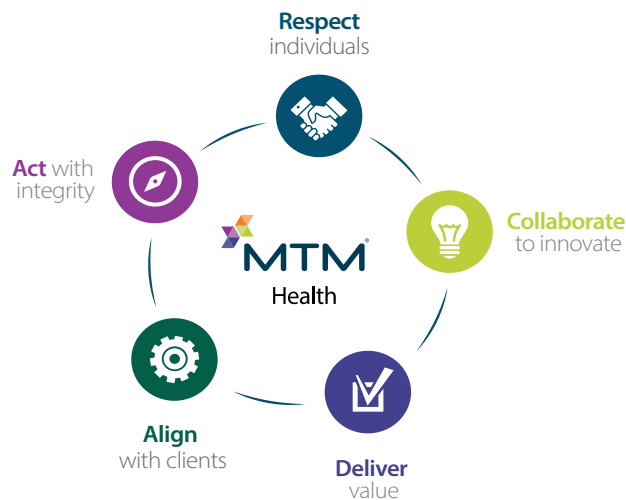 Respect
individuals
Collaborate
to innovate
Deliver
value
Align
with clients
Act with
integrity
MTM®
Health